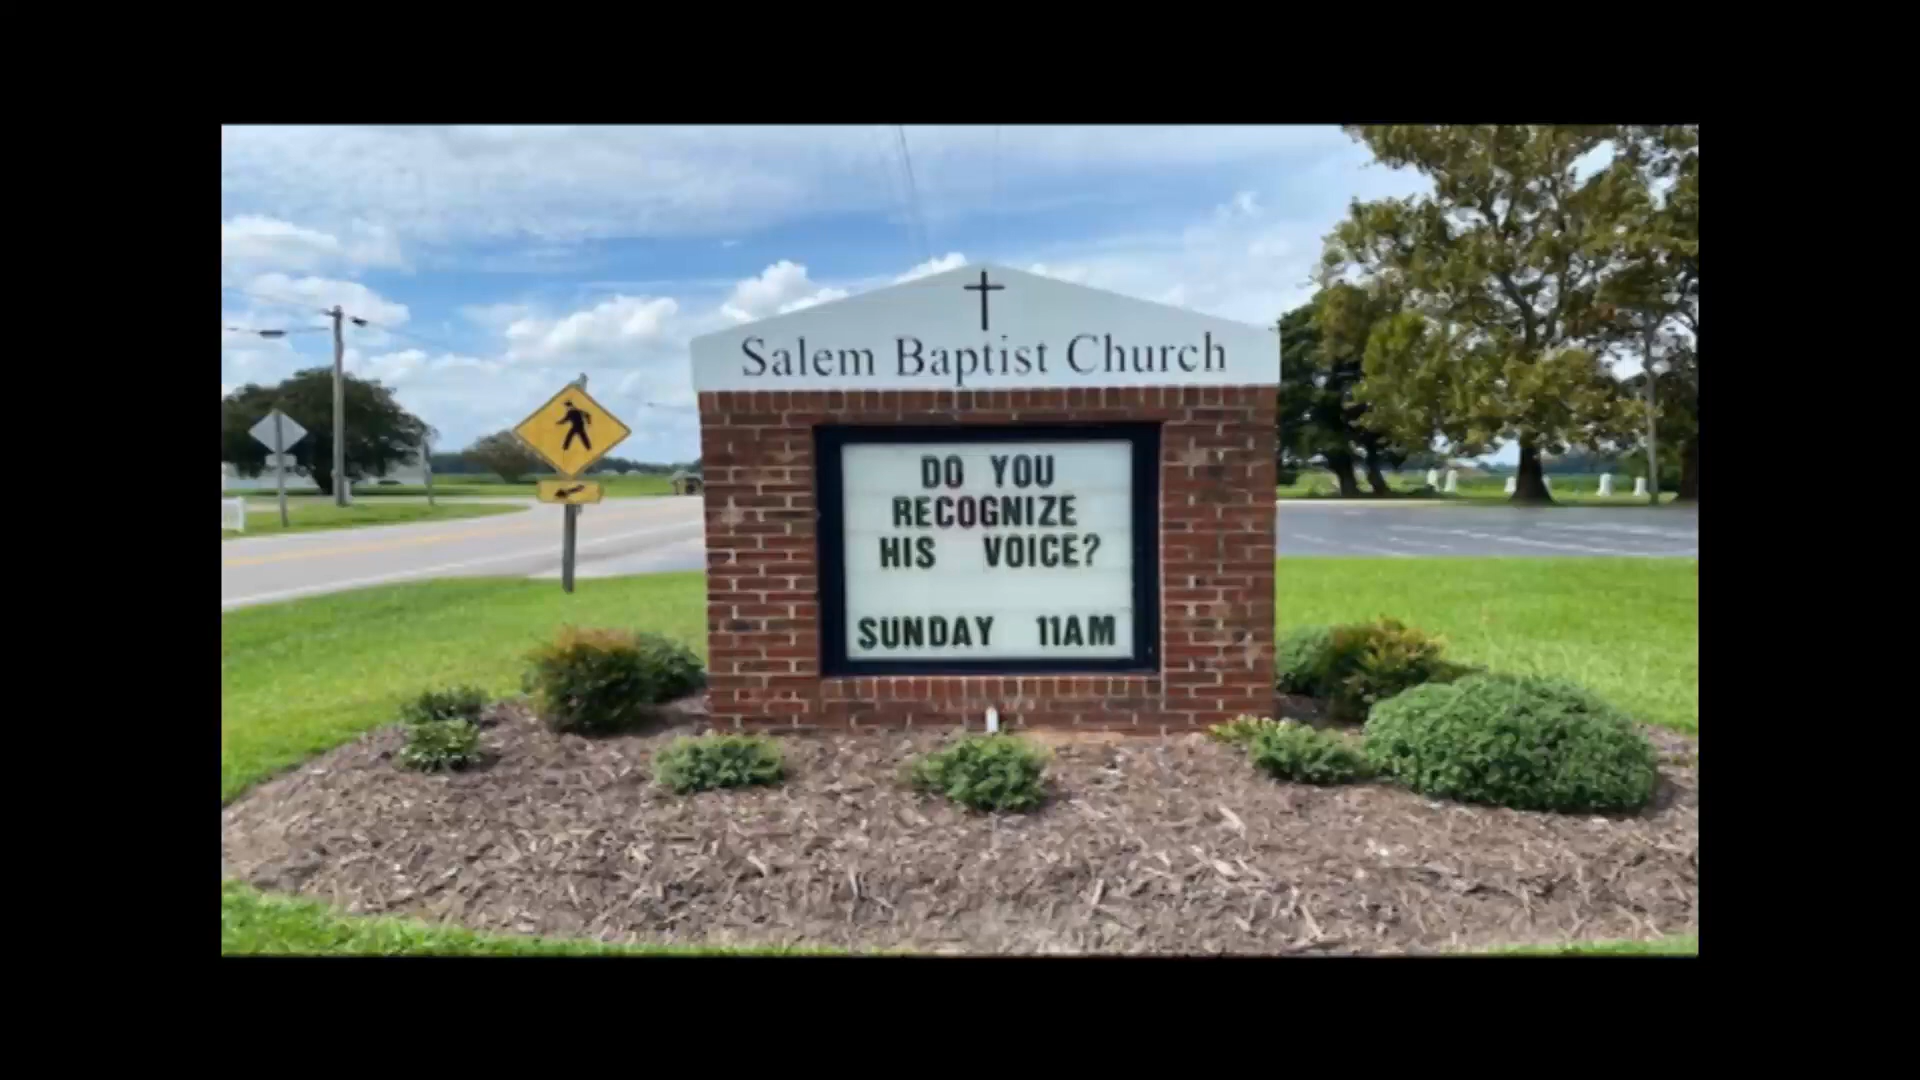 Salem Baptist Church
DO YOU
RECOGNIZE
HIS VOICE?
SUNDAY 11AM